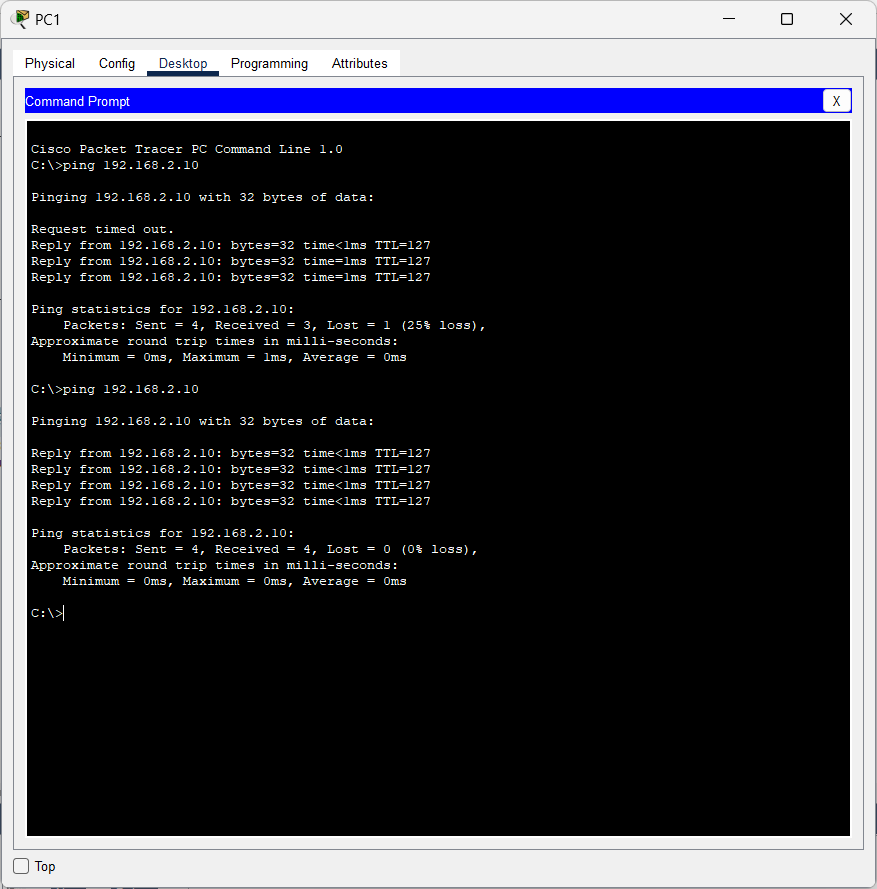 PC1
Physical Config Desktop Programming Attributes
Command Prompt X
Cisco Packet Tracer PC Command Line 1.0
C:\>ping 192.168.2.10
Pinging 192.168.2.10 with 32 bytes of data:
Request timed out.
Reply from 192.168.2.10: bytes=32 time<1ms TTL=127
Reply from 192.168.2.10: bytes=32 time=1ms TTL=127
Reply from 192.168.2.10: bytes=32 time=1ms TTL=127
Ping statistics for 192.168.2.10:
Packets: Sent = 4, Received = 3, Lost = 1 (25% loss),
Approximate round trip times in milli-seconds:
Minimum = 0ms, Maximum = 1ms, Average = 0ms
C:\>ping 192.168.2.10
Pinging 192.168.2.10 with 32 bytes of data:
Reply from 192.168.2.10: bytes=32 time<1ms TTL=127
Reply from 192.168.2.10: bytes=32 time<1ms TTL=127
Reply from 192.168.2.10: bytes=32 time<1ms TTL=127
Reply from 192.168.2.10: bytes=32 time<1ms TTL=127
Ping statistics for 192.168.2.10:
Packets: Sent = 4, Received = 4, Lost = 0 (0% loss),
Approximate round trip times in milli-seconds:
Minimum = 0ms, Maximum = 0ms, Average = 0ms
C:\>
Top